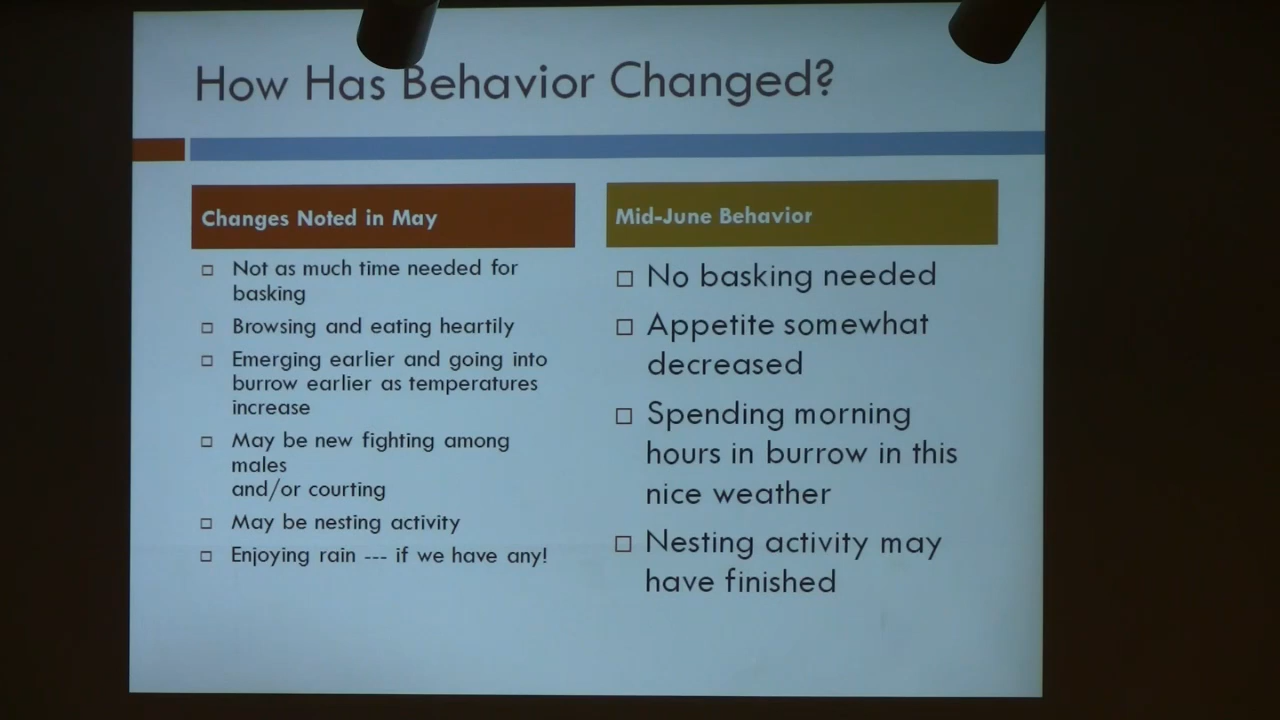 How Has Behavior Changed?
Changes Noted in May
Not as much time needed for
basking
Browsing and eating heartily
Emerging earlier and going into
burrow earlier as temperatures
increase
May be new fighting among
males
and/or courting
May be nesting activity
Enjoying rain --- if we have any!
Mid-June Behavior
No basking needed
Appetite somewhat
decreased
Spending morning
hours in burrow in this
nice weather
Nesting activity may
have finished